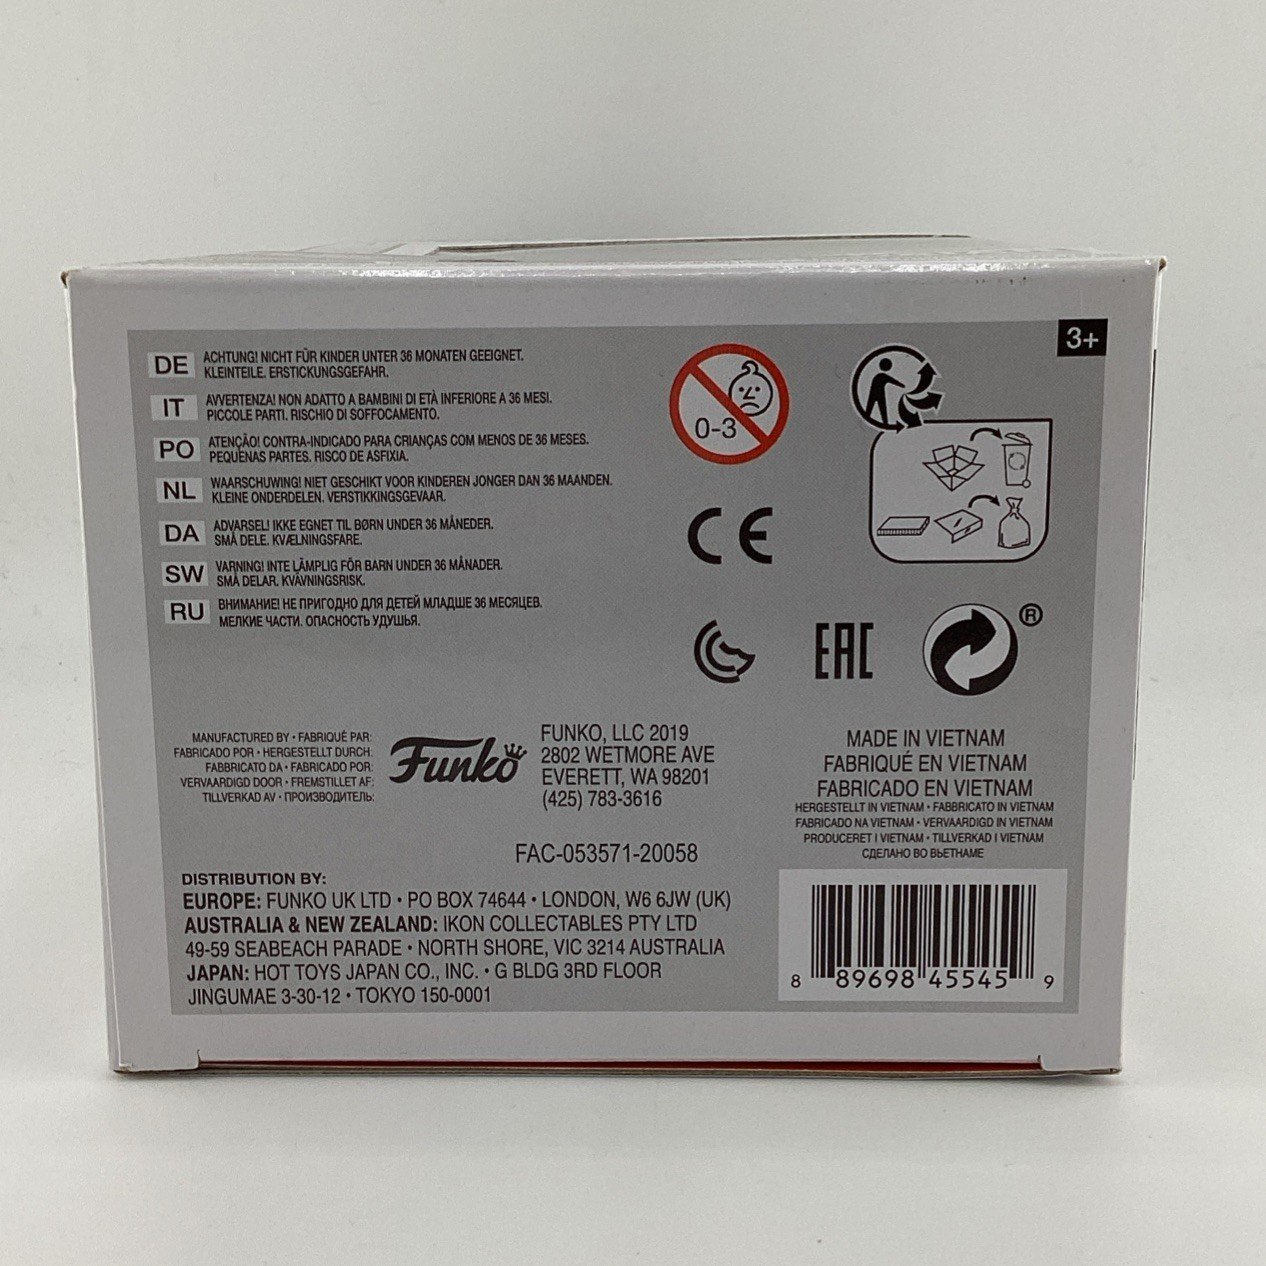 3+
DE ACHTUNG! NICHT FÜR KINDER UNTER 36 MONATEN GEEIGNET.
KLEINTEILE. ERSTICKUNGSGEFAHR.
IT AVVERTENZA! NON ADATTO A BAMBINI DI ETÀ INFERIORE A 36 MESI.
PICCOLE PARTI. RISCHIO DI SOFFOCAMENTO.
PO ATENÇÃO! CONTRA-INDICADO PARA CRIANÇAS COM MENOS DE 36 MESES.
PEQUENAS PARTES. RISCO DE ASFIXIA.
NL WAARSCHUWING! NIET GESCHIKT VOOR KINDEREN JONGER DAN 36 MAANDEN.
KLEINE ONDERDELEN. VERSTIKKINGSGEVAAR.
DA ADVARSEL! IKKE EGNET TIL BØRN UNDER 36 MÅNEDER.
SMÅ DELE. KVÆLNINGSFARE.
SW VARNING! INTE LÄMPLIG FÖR BARN UNDER 36 MÅNADER.
SMÅ DELAR. KVÄVNINGSRISK.
RU ВНИМАНИЕ! НЕ ПРИГОДНО ДЛЯ ДЕТЕЙ МЛАДШЕ 36 МЕСЯЦЕВ.
МЕЛКИЕ ЧАСТИ. ОПАСНОСТЬ УДУШЬЯ.
0-3
CE
EAC
®
MANUFACTURED BY • FABRIQUÉ PAR:
FABRICADO POR • HERGESTELLT DURCH:
FABBRICATO DA • FABRICADO POR:
VERVAARDIGD DOOR • FREMSTILLET AF:
TILLVERKAD AV • ПРОИЗВОДИТЕЛЬ:
Funko
FUNKO, LLC 2019
2802 WETMORE AVE
EVERETT, WA 98201
(425) 783-3616
FAC-053571-20058
MADE IN VIETNAM
FABRIQUÉ EN VIETNAM
FABRICADO EN VIETNAM
HERGESTELLT IN VIETNAM • FABBRICATO IN VIETNAM
FABRICADO NA VIETNAM • VERVAARDIGD IN VIETNAM
PRODUCERET I VIETNAM • TILLVERKAD I VIETNAM
СДЕЛАНО ВО ВЬЕТНАМЕ
DISTRIBUTION BY:
EUROPE: FUNKO UK LTD • PO BOX 74644 • LONDON, W6 6JW (UK)
AUSTRALIA & NEW ZEALAND: IKON COLLECTABLES PTY LTD
49-59 SEABEACH PARADE • NORTH SHORE, VIC 3214 AUSTRALIA
JAPAN: HOT TOYS JAPAN CO., INC. • G BLDG 3RD FLOOR
JINGUMAE 3-30-12 • TOKYO 150-0001
8 89698 45545 9